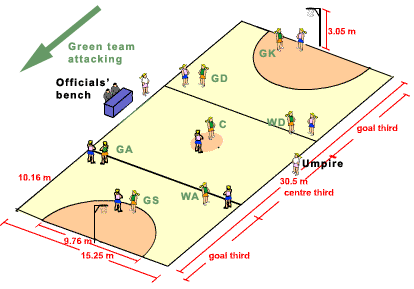 Green team
attacking
Officials'
bench
GK
3.05 m
GD
C
WD
goal third
GA
Umpire
10.16 m
30.5 m
centre third
GS
WA
9.76 m
15.25 m
goal third